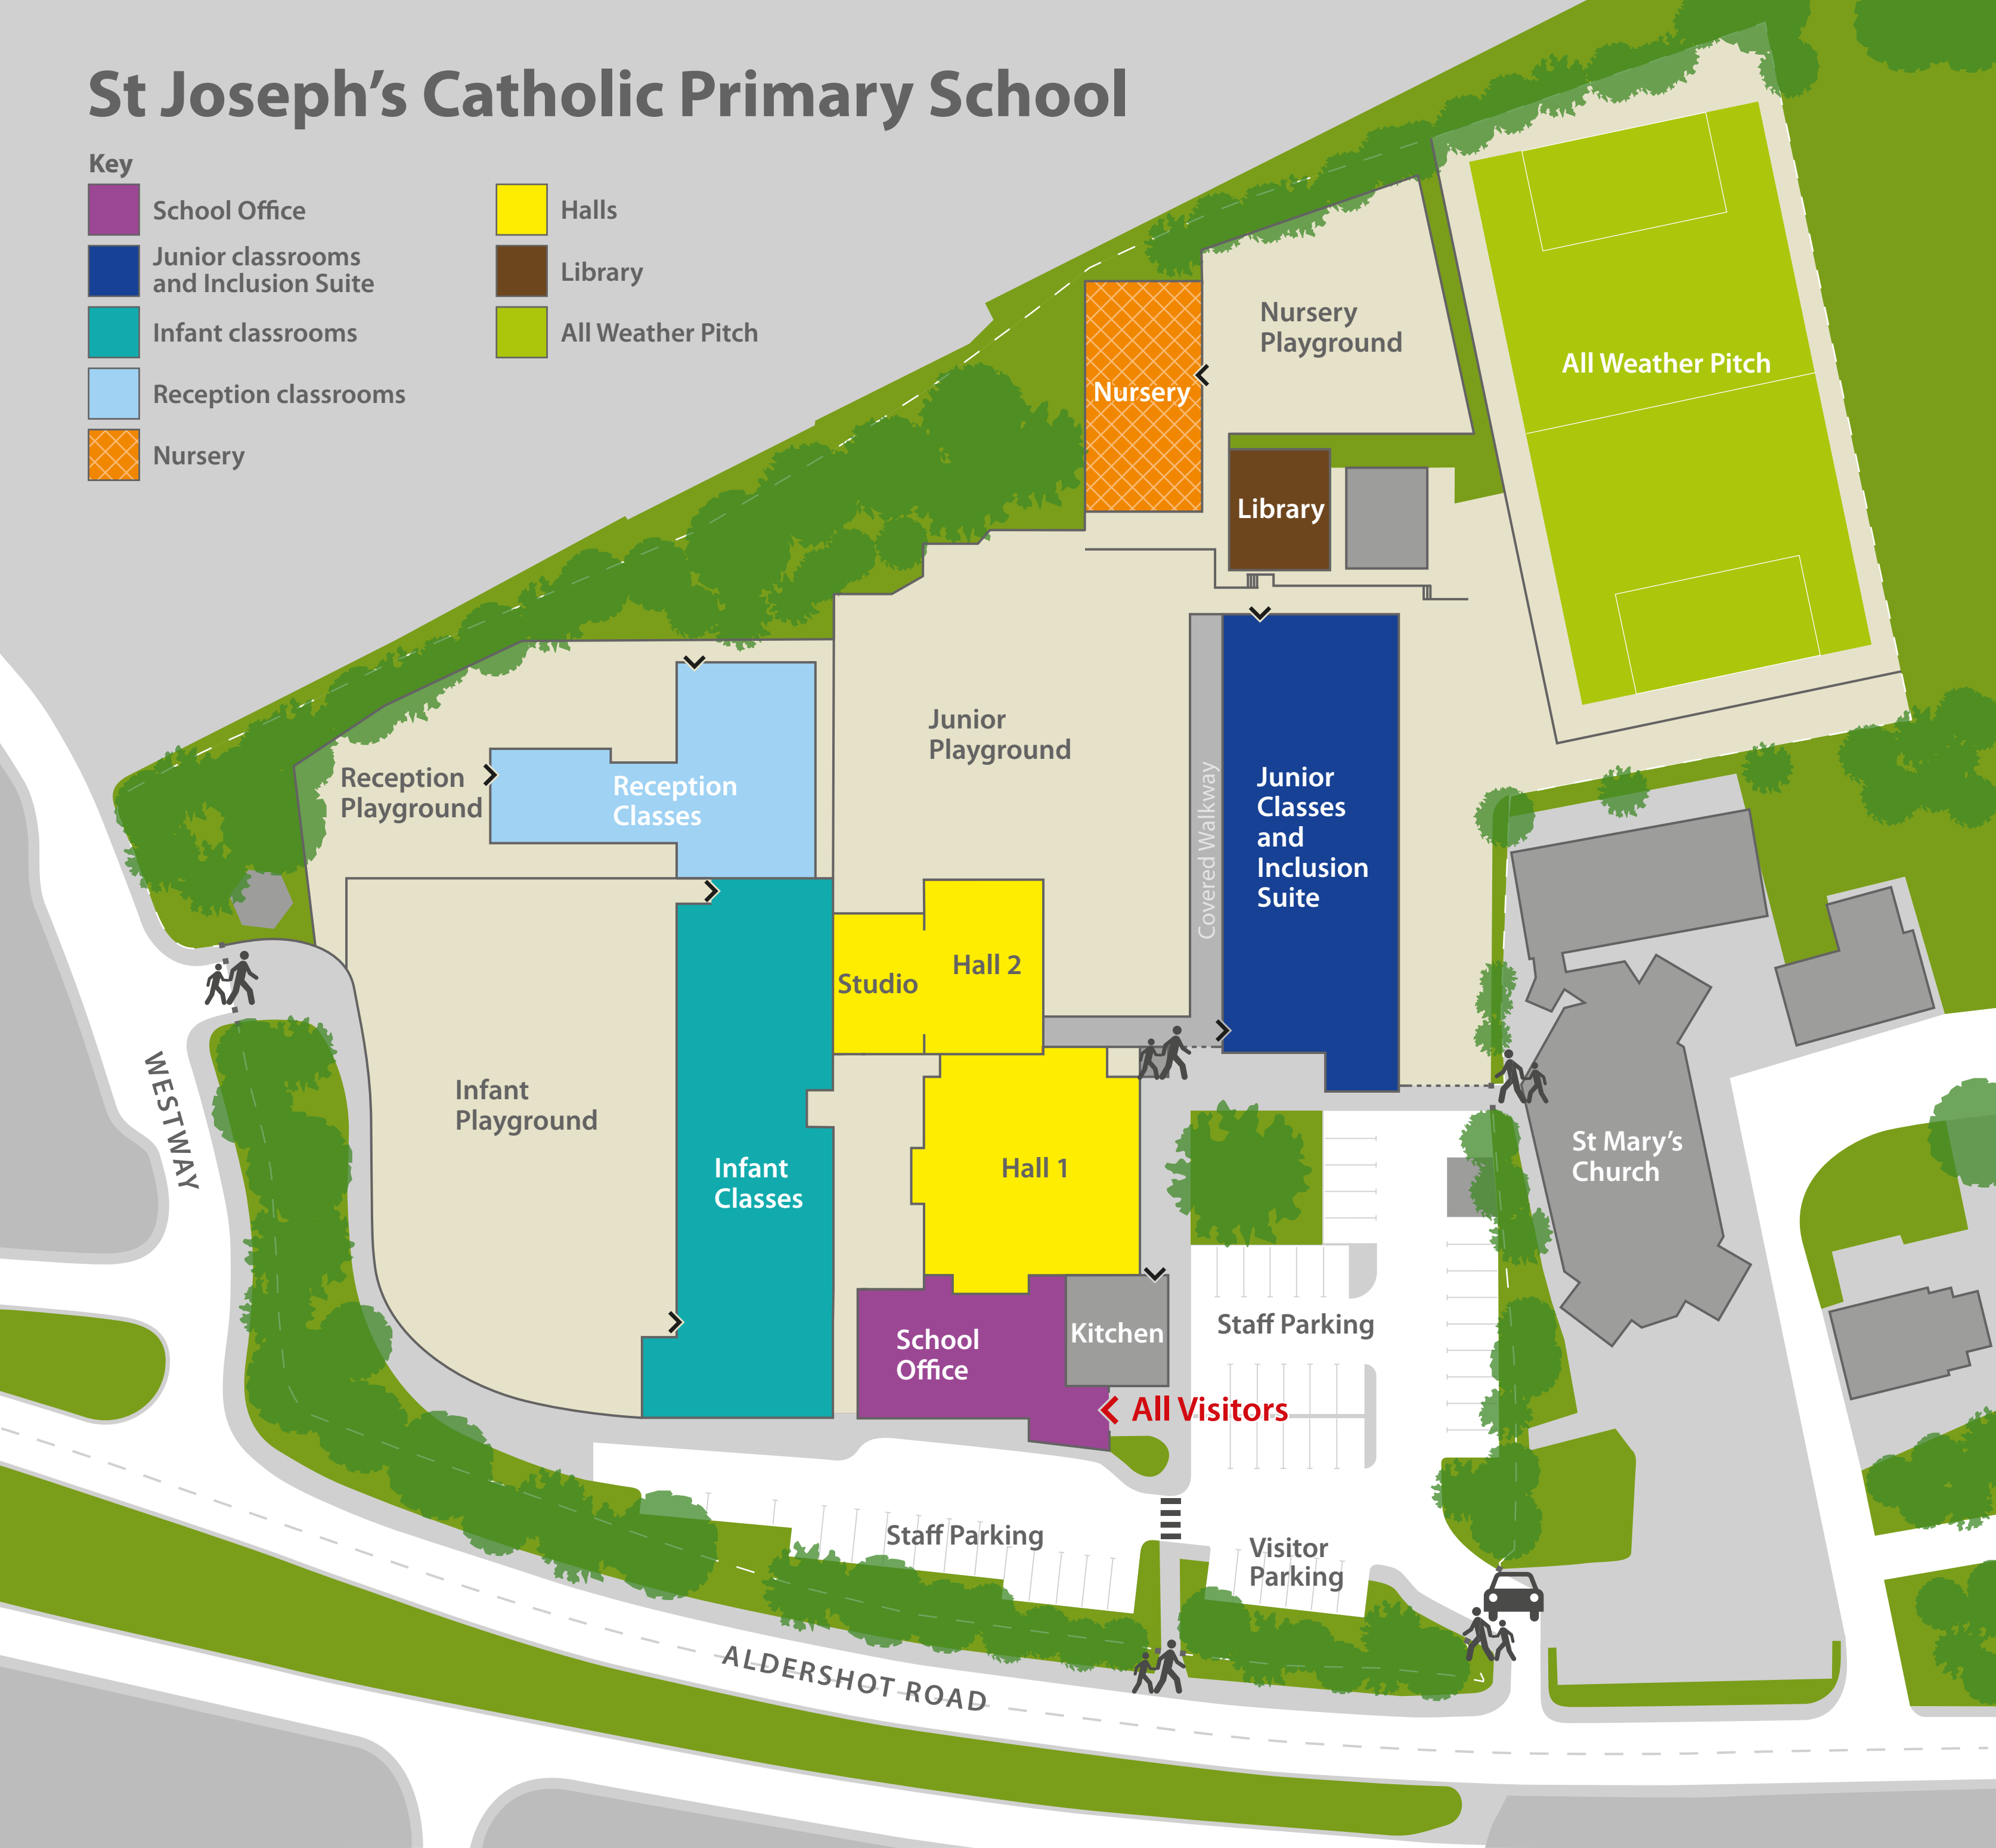 St Joseph’s Catholic Primary School
Key
School Office
Junior classrooms
and Inclusion Suite
Infant classrooms
Reception classrooms
Nursery
Halls
Library
All Weather Pitch
Nursery
Playground
All Weather Pitch
Nursery
Library
Junior
Playground
Reception
Playground
Reception
Classes
Covered Walkway
Junior
Classes
and
Inclusion
Suite
Studio
Hall 2
WESTWAY
Infant
Playground
Infant
Classes
Hall 1
St Mary’s
Church
School
Office
Kitchen
Staff Parking
All Visitors
Staff Parking
Visitor
Parking
ALDERSHOT ROAD